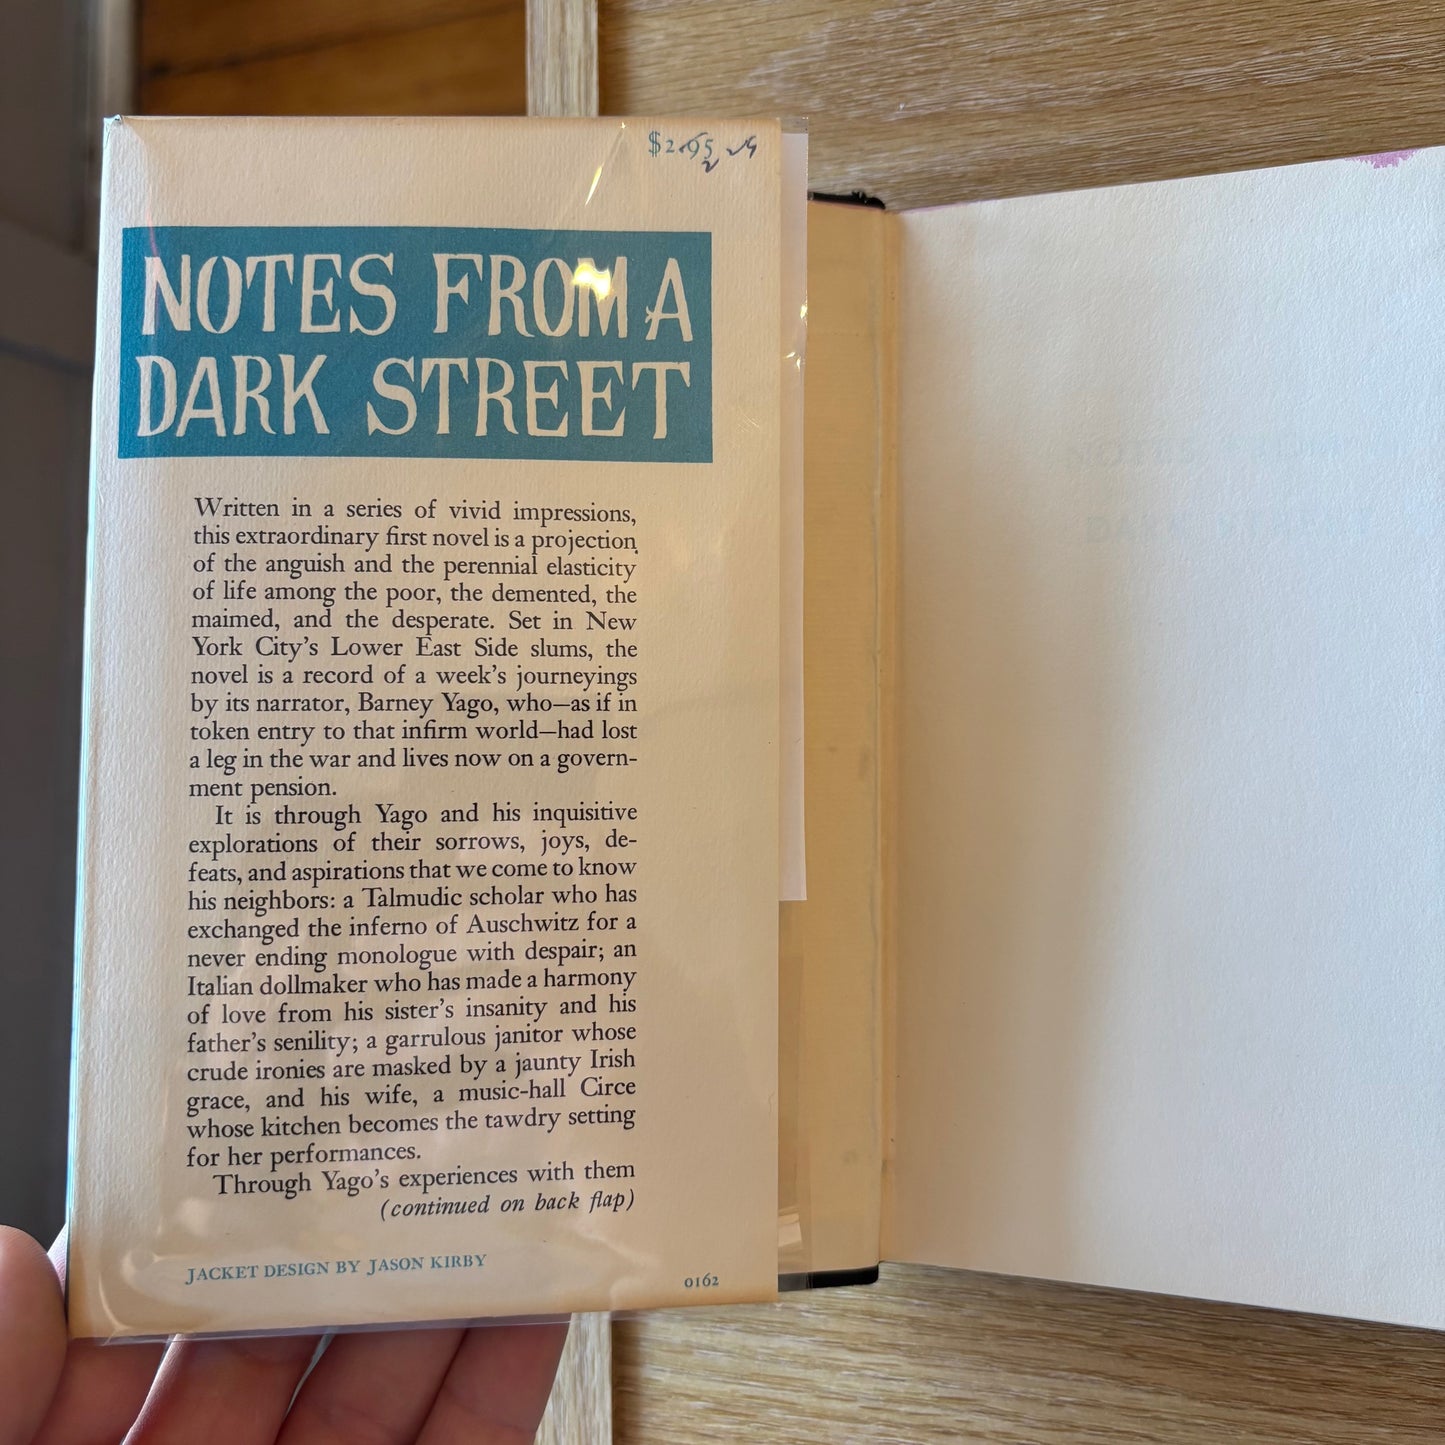 $2.95
NOTES FROM A
DARK STREET
Written in a series of vivid impressions,
this extraordinary first novel is a projection
of the anguish and the perennial elasticity
of life among the poor, the demented, the
maimed, and the desperate. Set in New
York City's Lower East Side slums, the
novel is a record of a week's journeyings
by its narrator, Barney Yago, who—as if in
token entry to that infirm world—had lost
a leg in the war and lives now on a govern-
ment pension.
It is through Yago and his inquisitive
explorations of their sorrows, joys, de-
feats, and aspirations that we come to know
his neighbors: a Talmudic scholar who has
exchanged the inferno of Auschwitz for a
never ending monologue with despair; an
Italian dollmaker who has made a harmony
of love from his sister's insanity and his
father's senility; a garrulous janitor whose
crude ironies are masked by a jaunty Irish
grace, and his wife, a music-hall Circe
whose kitchen becomes the tawdry setting
for her performances.
Through Yago's experiences with them
(continued on back flap)
JACKET DESIGN BY JASON KIRBY
0162